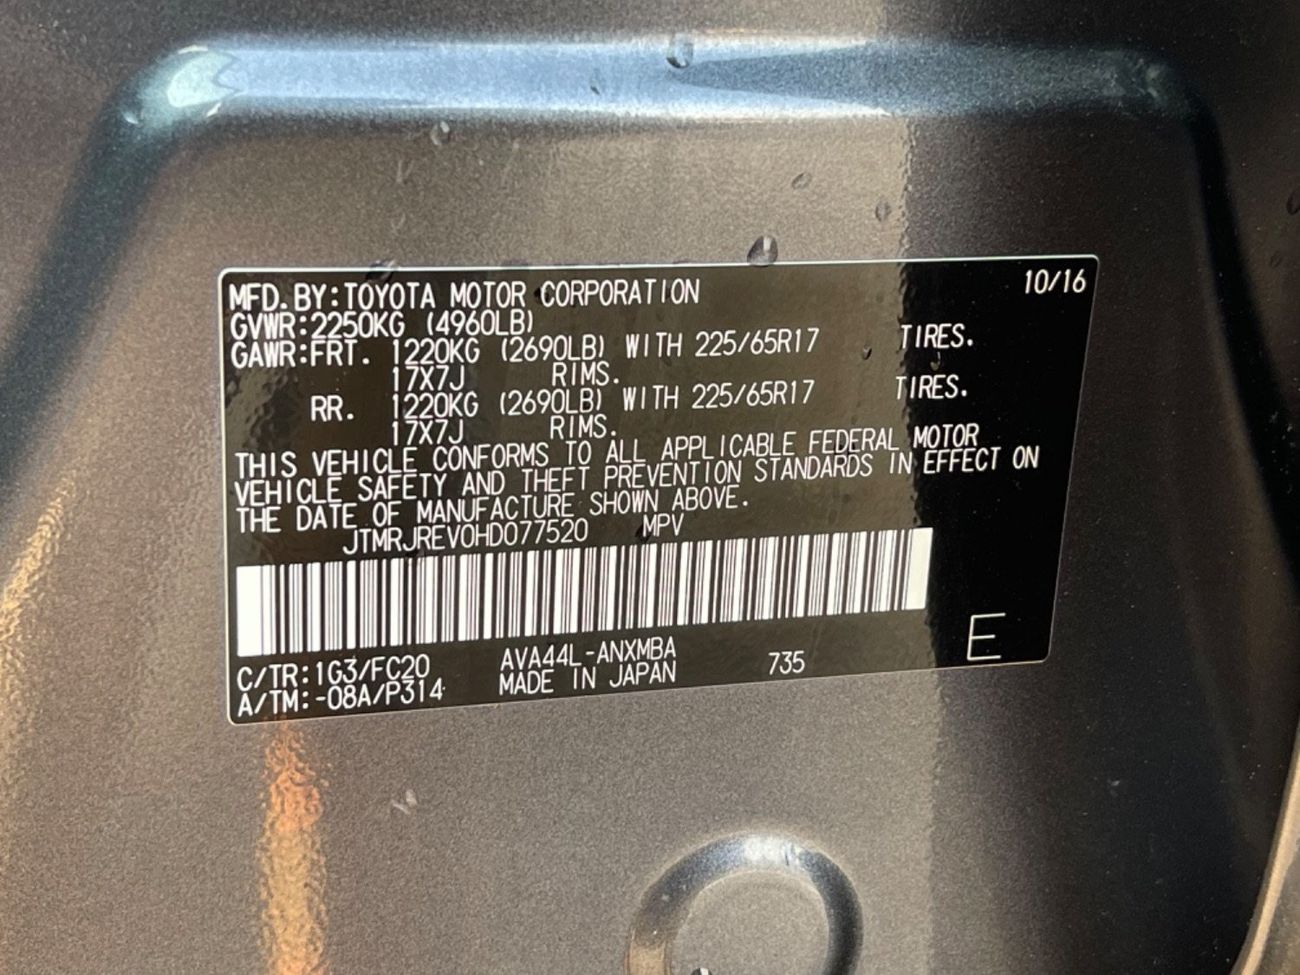 MFD.BY:TOYOTA MOTOR CORPORATION 10/16
GVWR:2250KG (4960LB)
GAWR:FRT. 1220KG (2690LB) WITH 225/65R17 TIRES.
17X7J RIMS.
RR. 1220KG (2690LB) WITH 225/65R17 TIRES.
17X7J RIMS.
THIS VEHICLE CONFORMS TO ALL APPLICABLE FEDERAL MOTOR
VEHICLE SAFETY AND THEFT PREVENTION STANDARDS IN EFFECT ON
THE DATE OF MANUFACTURE SHOWN ABOVE.
JTMRJREV0HD077520 MPV
E
C/TR:1G3/FC20 AVA44L-ANXMBA 735
A/TM:-08A/P314 MADE IN JAPAN